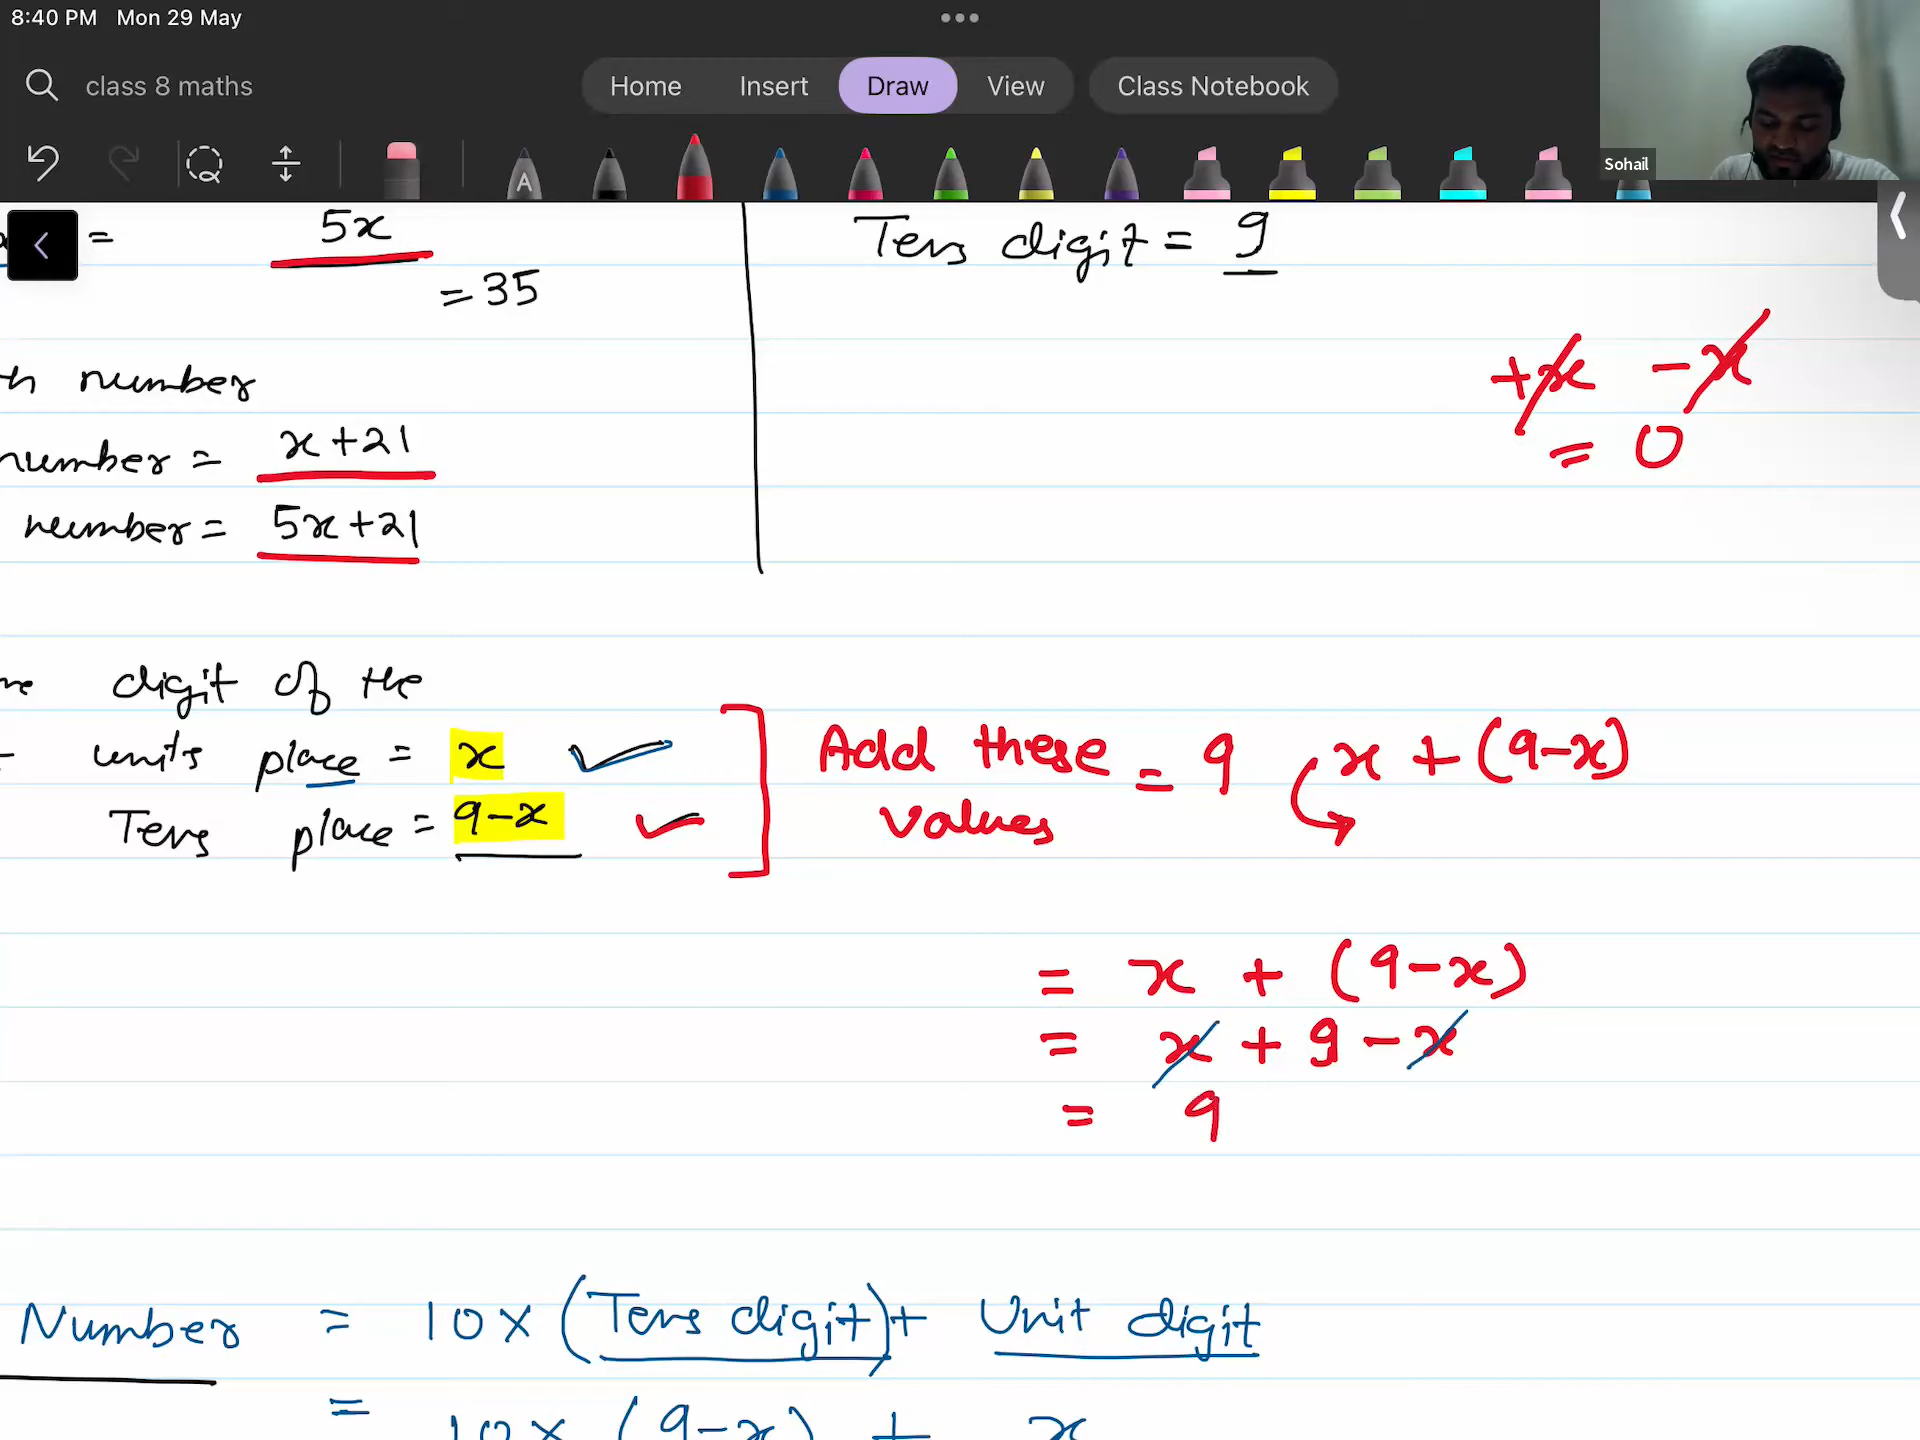 8:40 PM Mon 29 May
class 8 maths
Home Insert Draw View Class Notebook
A
Sohail
= 5x
= 35
Tens digit = 9
+x -x
= 0
number
number = x+21
number = 5x+21
digit of the
units place = x
Tens place = 9-x
Add these values = 9
x + (9-x)
= x + (9-x)
= x + 9 - x
= 9
Number = 10 x (Tens digit) + Unit digit
= 10 x (9-x) + x